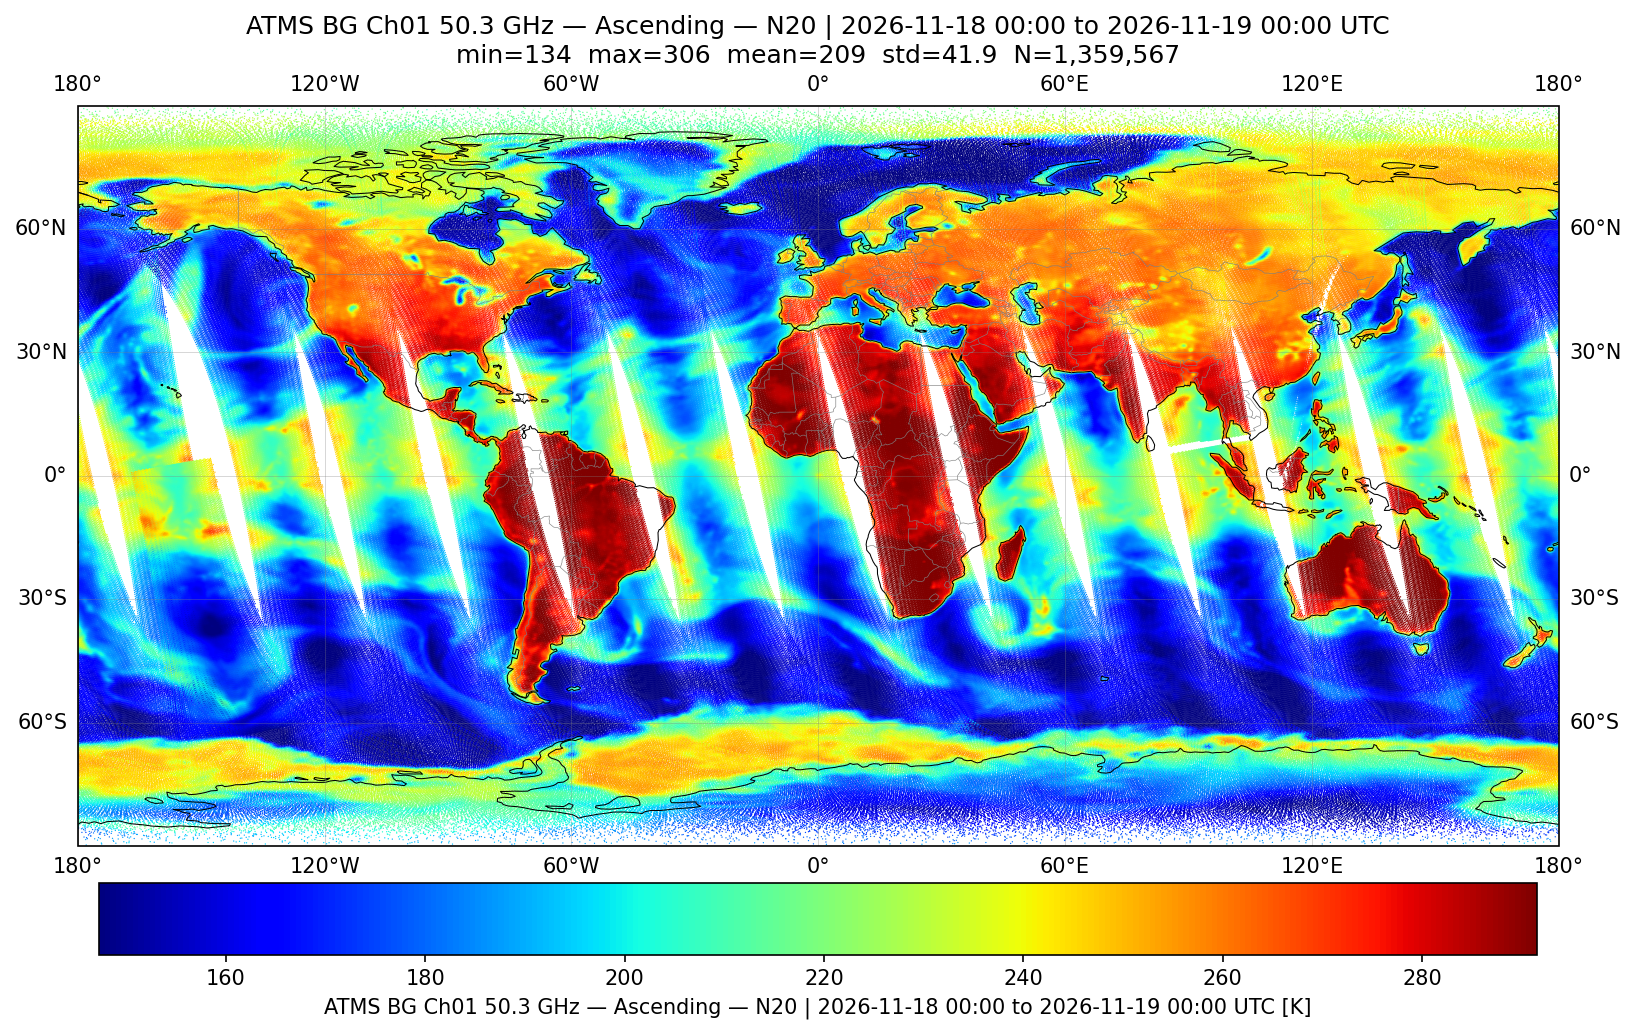 ATMS BG Ch01 50.3 GHz — Ascending — N20 | 2026-11-18 00:00 to 2026-11-19 00:00 UTC
min=134  max=306  mean=209  std=41.9  N=1,359,567
180° 120°W 60°W 0° 60°E 120°E 180°
60°N 60°N
30°N 30°N
0° 0°
30°S 30°S
60°S 60°S
180° 120°W 60°W 0° 60°E 120°E 180°
160 180 200 220 240 260 280
ATMS BG Ch01 50.3 GHz — Ascending — N20 | 2026-11-18 00:00 to 2026-11-19 00:00 UTC [K]